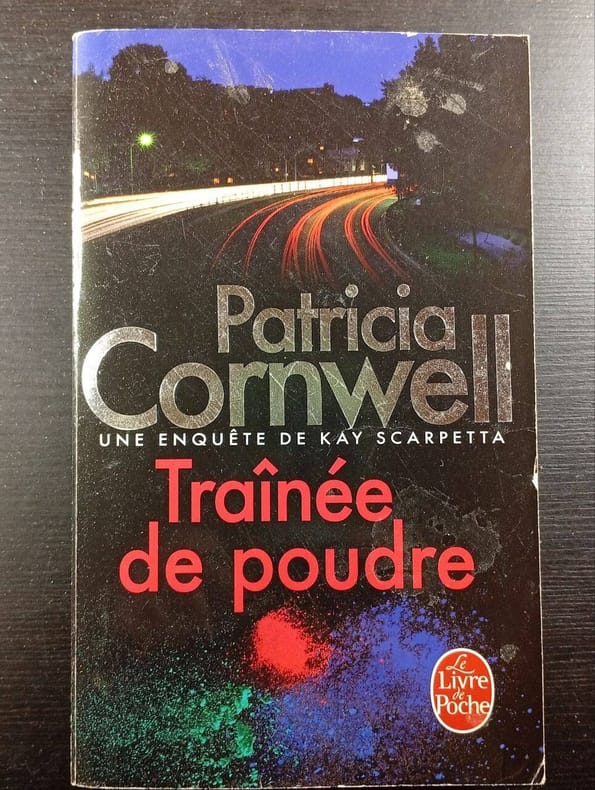 Patricia
Cornwell
UNE ENQUÊTE DE KAY SCARPETTA
Traînée
de poudre
Le
Livre
de
Poche